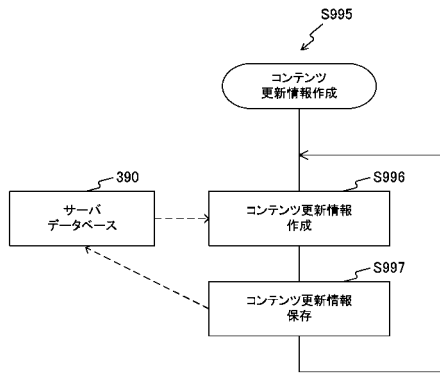 S995
コンテンツ
更新情報作成
390
サーバ
データベース
S996
コンテンツ更新情報
作成
S997
コンテンツ更新情報
保存